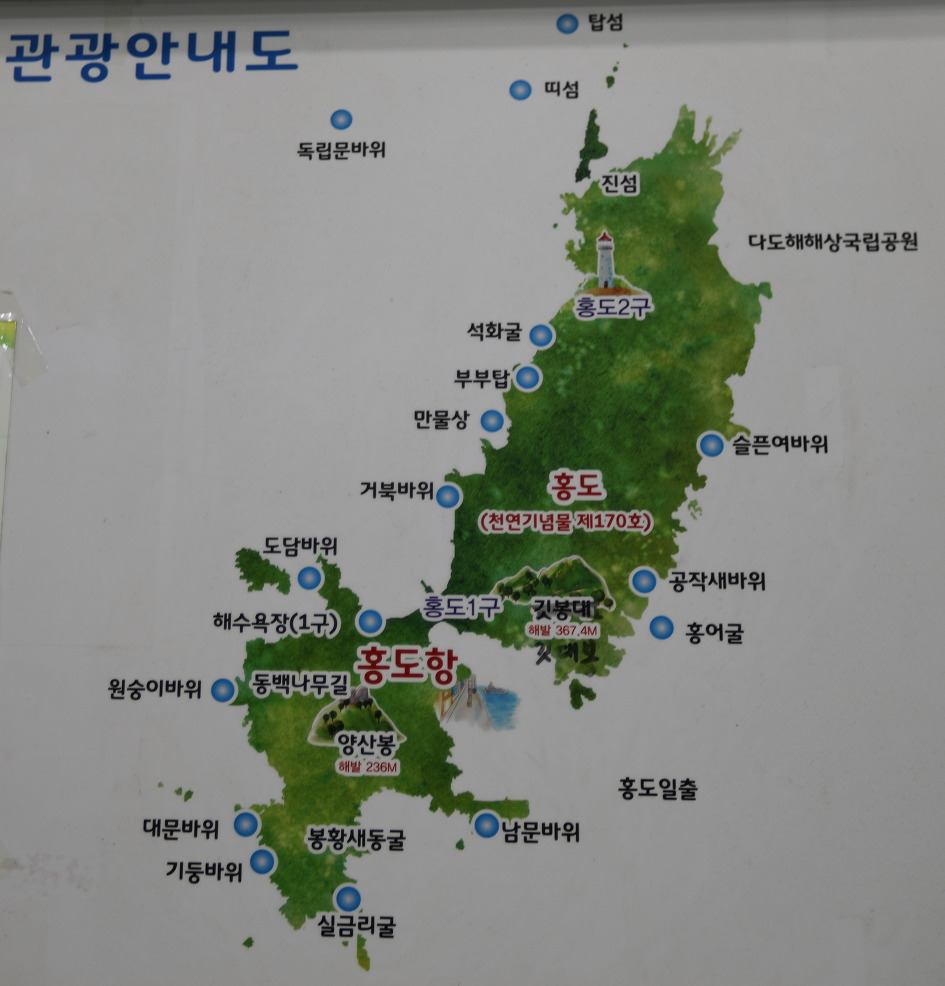 관광안내도
탑섬
띠섬
독립문바위
진섬
다도해해상국립공원
홍도2구
석화굴
부부탑
만물상
슬픈여바위
거북바위
홍도
(천연기념물 제170호)
도담바위
공작새바위
홍도1구
깃봉대
해발 367.4M
해수욕장(1구)
홍어굴
홍도항
원숭이바위
동백나무길
양산봉
해발 236M
홍도일출
대문바위
봉황새동굴
남문바위
기둥바위
실금리굴